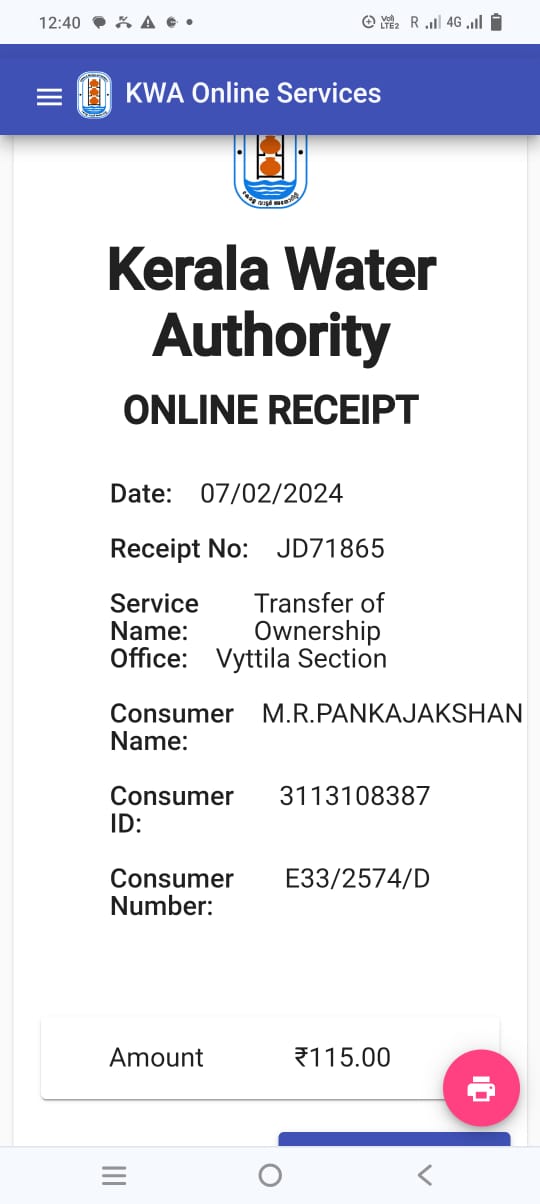 12:40
VoI) LTE2 R 4G
KWA Online Services
Kerala Water
Authority
ONLINE RECEIPT
Date: 07/02/2024
Receipt No: JD71865
Service Transfer of
Name: Ownership
Office: Vyttila Section
Consumer M.R.PANKAJAKSHAN
Name:
Consumer 3113108387
ID:
Consumer E33/2574/D
Number:
Amount ₹115.00